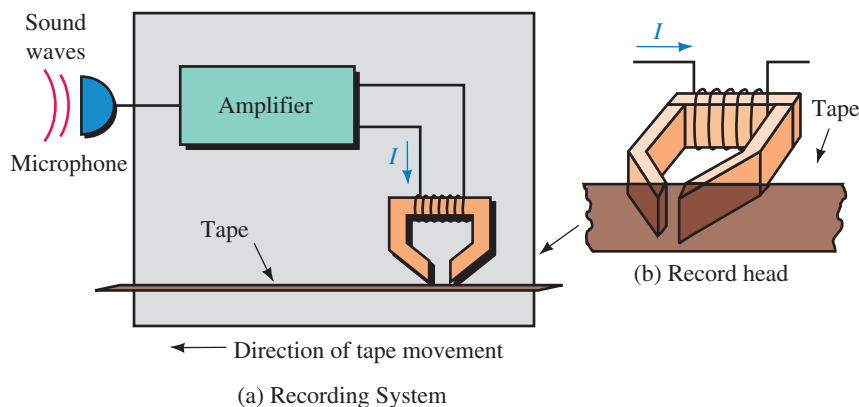 Sound
waves
Microphone
Amplifier
I
Tape
Direction of tape movement
(a) Recording System
I
Tape
(b) Record head